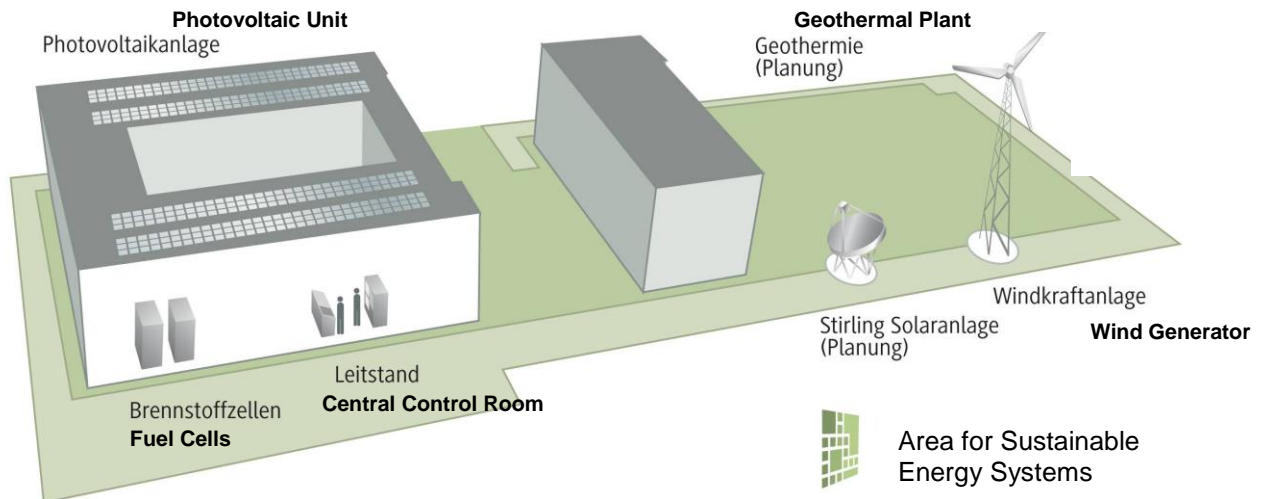 Photovoltaic Unit
Photovoltaikanlage
Geothermal Plant
Geothermie
(Planung)
Windkraftanlage
Wind Generator
Stirling Solaranlage
(Planung)
Leitstand
Central Control Room
Brennstoffzellen
Fuel Cells
Area for Sustainable
Energy Systems